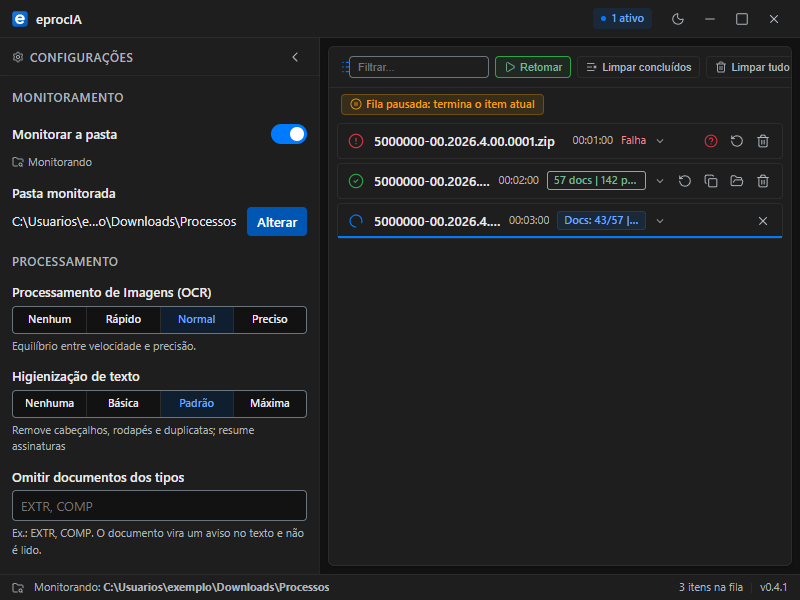 eprocIA
1 ativo
CONFIGURAÇÕES
MONITORAMENTO
Monitorar a pasta
Monitorando
Pasta monitorada
C:\Usuarios\e...o\Downloads\Processos
Alterar
PROCESSAMENTO
Processamento de Imagens (OCR)
Nenhum Rápido Normal Preciso
Equilíbrio entre velocidade e precisão.
Higienização de texto
Nenhuma Básica Padrão Máxima
Remove cabeçalhos, rodapés e duplicatas; resume
assinaturas
Omitir documentos dos tipos
EXTR, COMP
Ex.: EXTR, COMP. O documento vira um aviso no texto e não
é lido.
Filtrar... Retomar Limpar concluídos Limpar tudo
Fila pausada: termina o item atual
5000000-00.2026.4.00.0001.zip 00:01:00 Falha
5000000-00.2026.... 00:02:00 57 docs | 142 p...
5000000-00.2026.4.... 00:03:00 Docs: 43/57 |...
Monitorando: C:\Usuarios\exemplo\Downloads\Processos
3 itens na fila v0.4.1